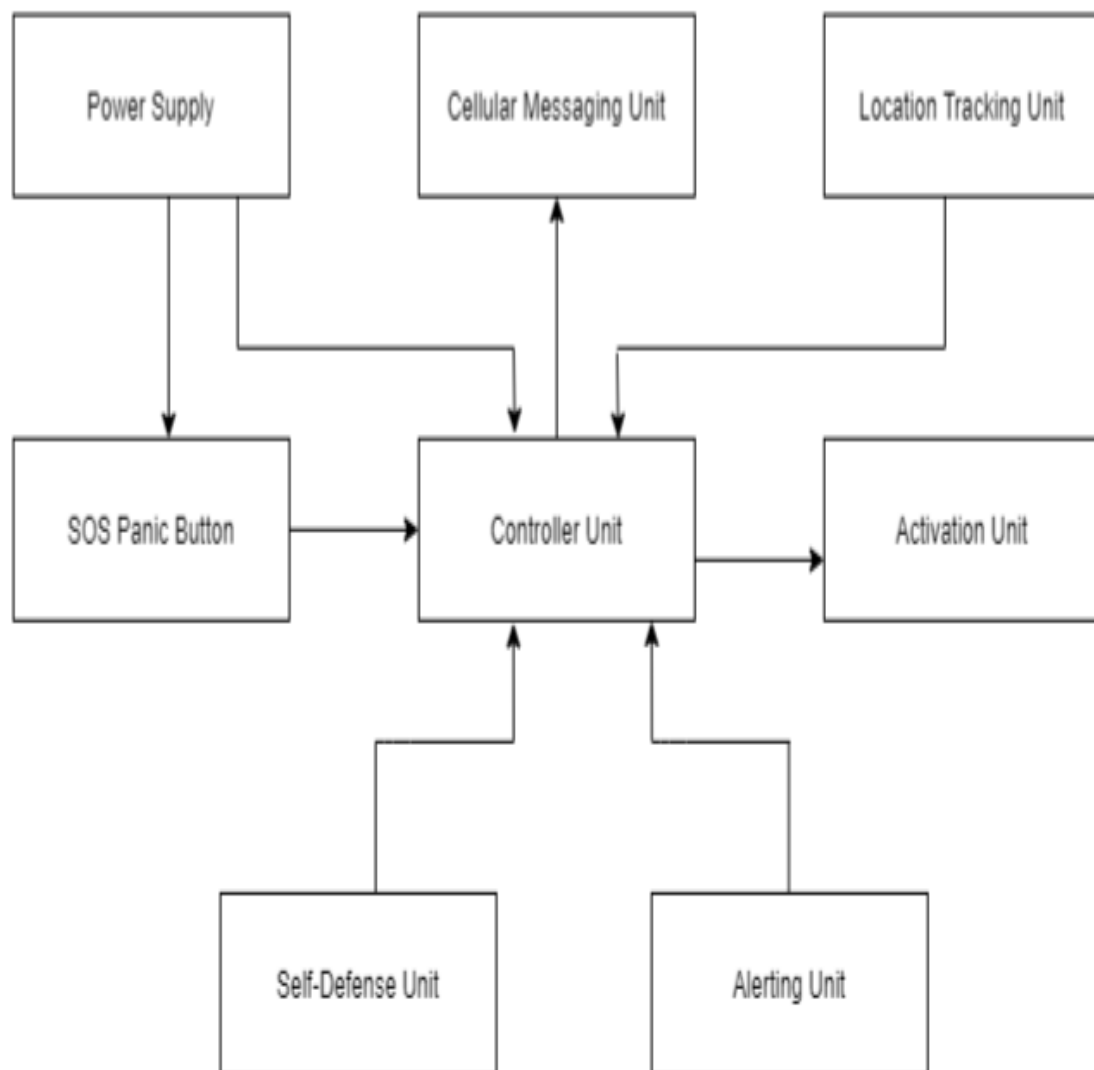 Power Supply
Cellular Messaging Unit
Location Tracking Unit
SOS Panic Button
Controller Unit
Activation Unit
Self-Defense Unit
Alerting Unit